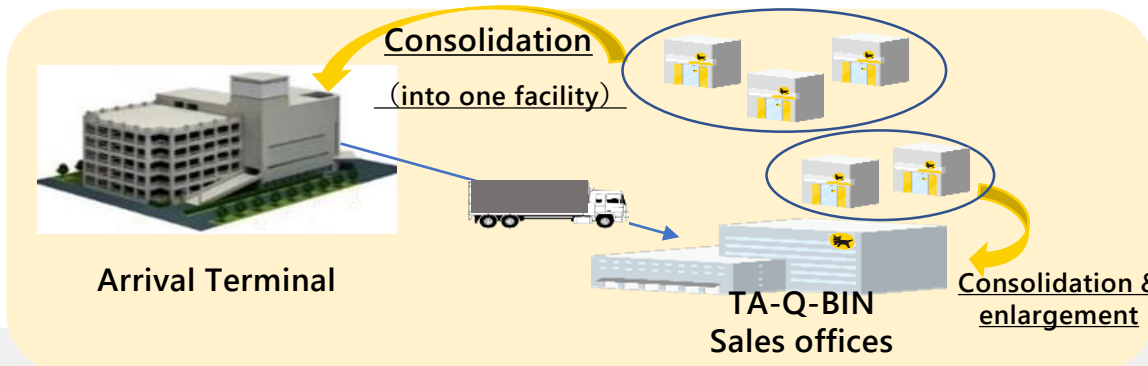 Consolidation
（into one facility）
Arrival Terminal
TA-Q-BIN
Sales offices
Consolidation &
enlargement